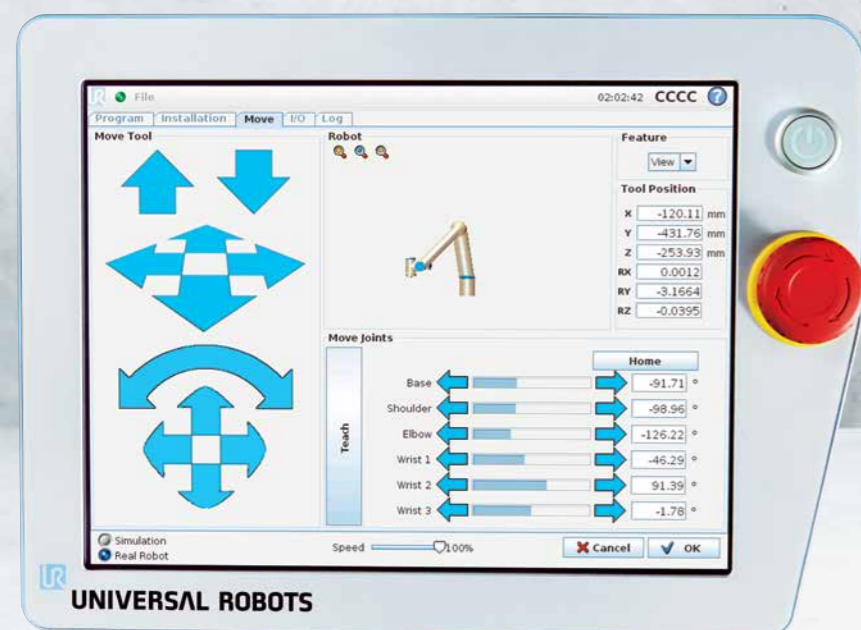 UR File 02:02:42 CCCC ?
Program Installation Move I/O Log
Move Tool
Robot
Feature
View
Tool Position
X -120.11 mm
Y -431.76 mm
Z -253.93 mm
RX 0.0012
RY -3.1664
RZ -0.0395
Move Joints
Home
Teach
Base -91.71 °
Shoulder -98.96 °
Elbow -126.22 °
Wrist 1 -46.29 °
Wrist 2 91.39 °
Wrist 3 -1.78 °
Simulation
Real Robot
Speed 100%
Cancel OK
UR
UNIVERSAL ROBOTS